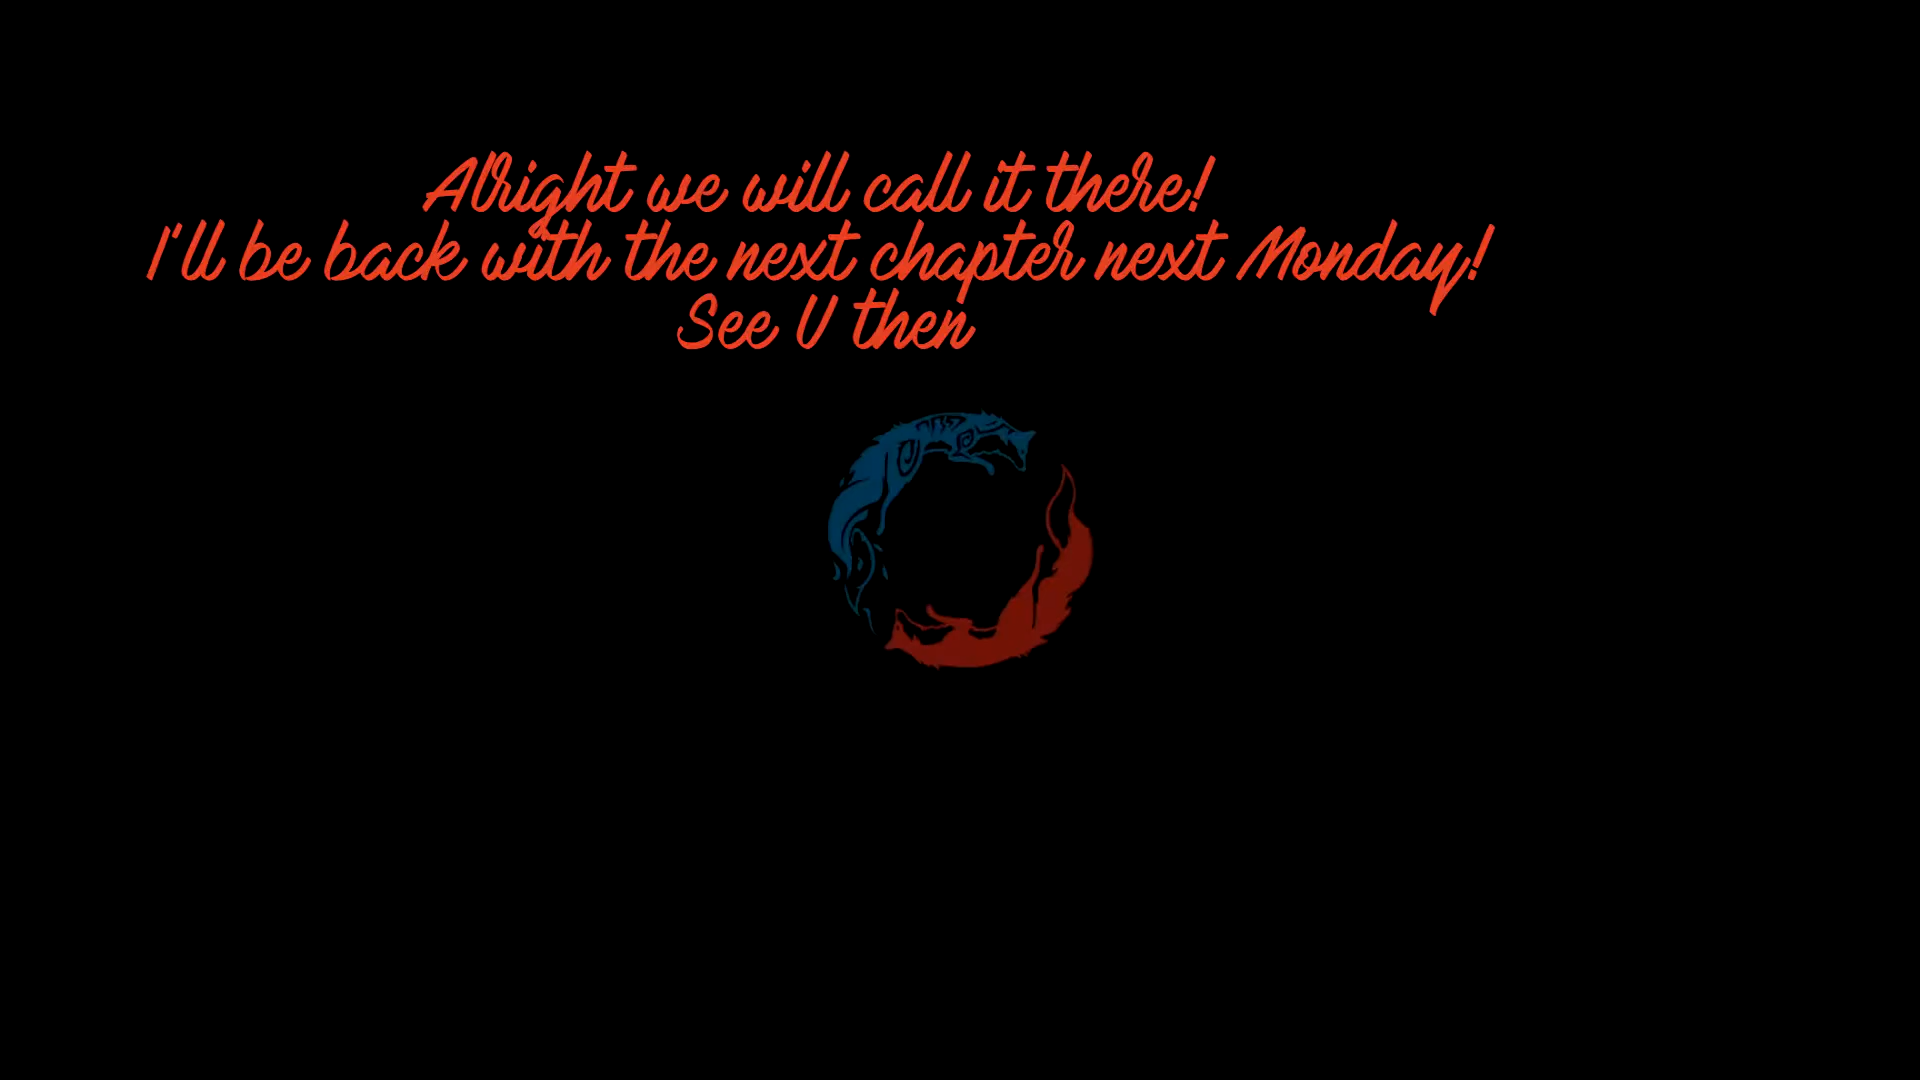 Alright we will call it there!
I'll be back with the next chapter next Monday!
See U then